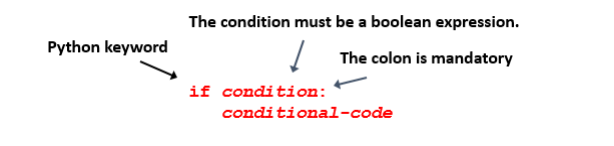 The condition must be a boolean expression.
Python keyword
The colon is mandatory
if condition:
conditional-code